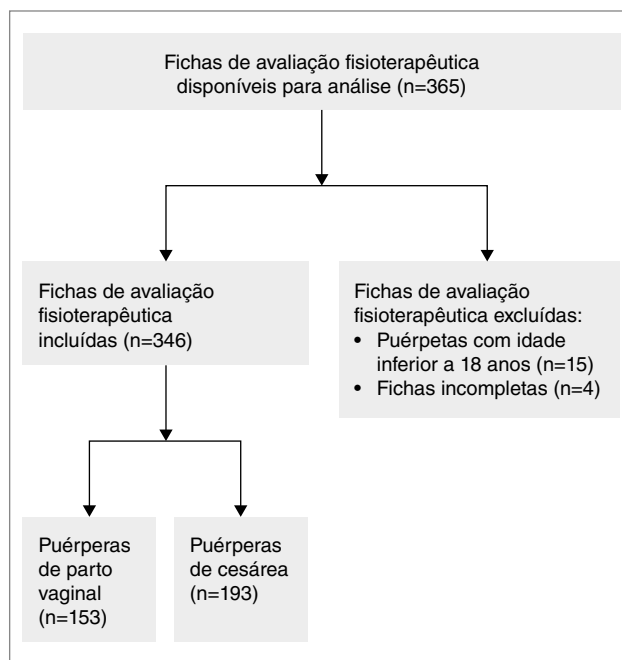 Fichas de avaliação fisioterapêutica
disponíveis para análise (n=365)
Fichas de avaliação
fisioterapêutica
incluídas (n=346)
Fichas de avaliação
fisioterapêutica excluídas:
• Puérpetas com idade
inferior a 18 anos (n=15)
• Fichas incompletas (n=4)
Puérperas
de parto
vaginal
(n=153)
Puérperas
de cesárea
(n=193)